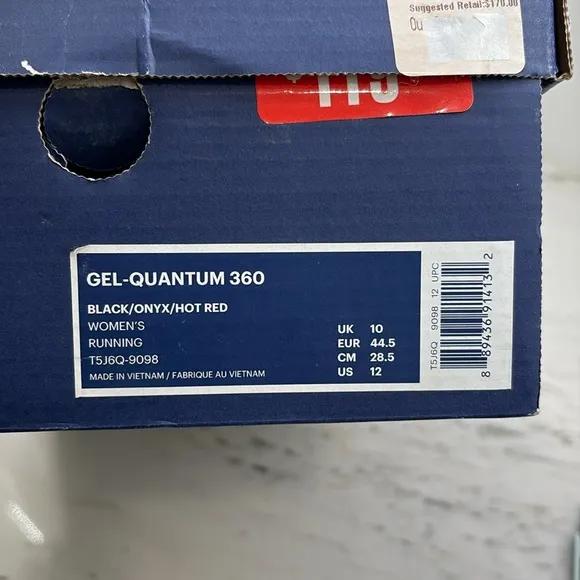 Suggested Retail:$170.00
Ou
$119
GEL-QUANTUM 360
BLACK/ONYX/HOT RED
WOMEN'S
RUNNING
T5J6Q-9098
MADE IN VIETNAM / FABRIQUE AU VIETNAM
UK 10
EUR 44.5
CM 28.5
US 12
T5J6Q 9098 12 UPC
8 89436 91413 2